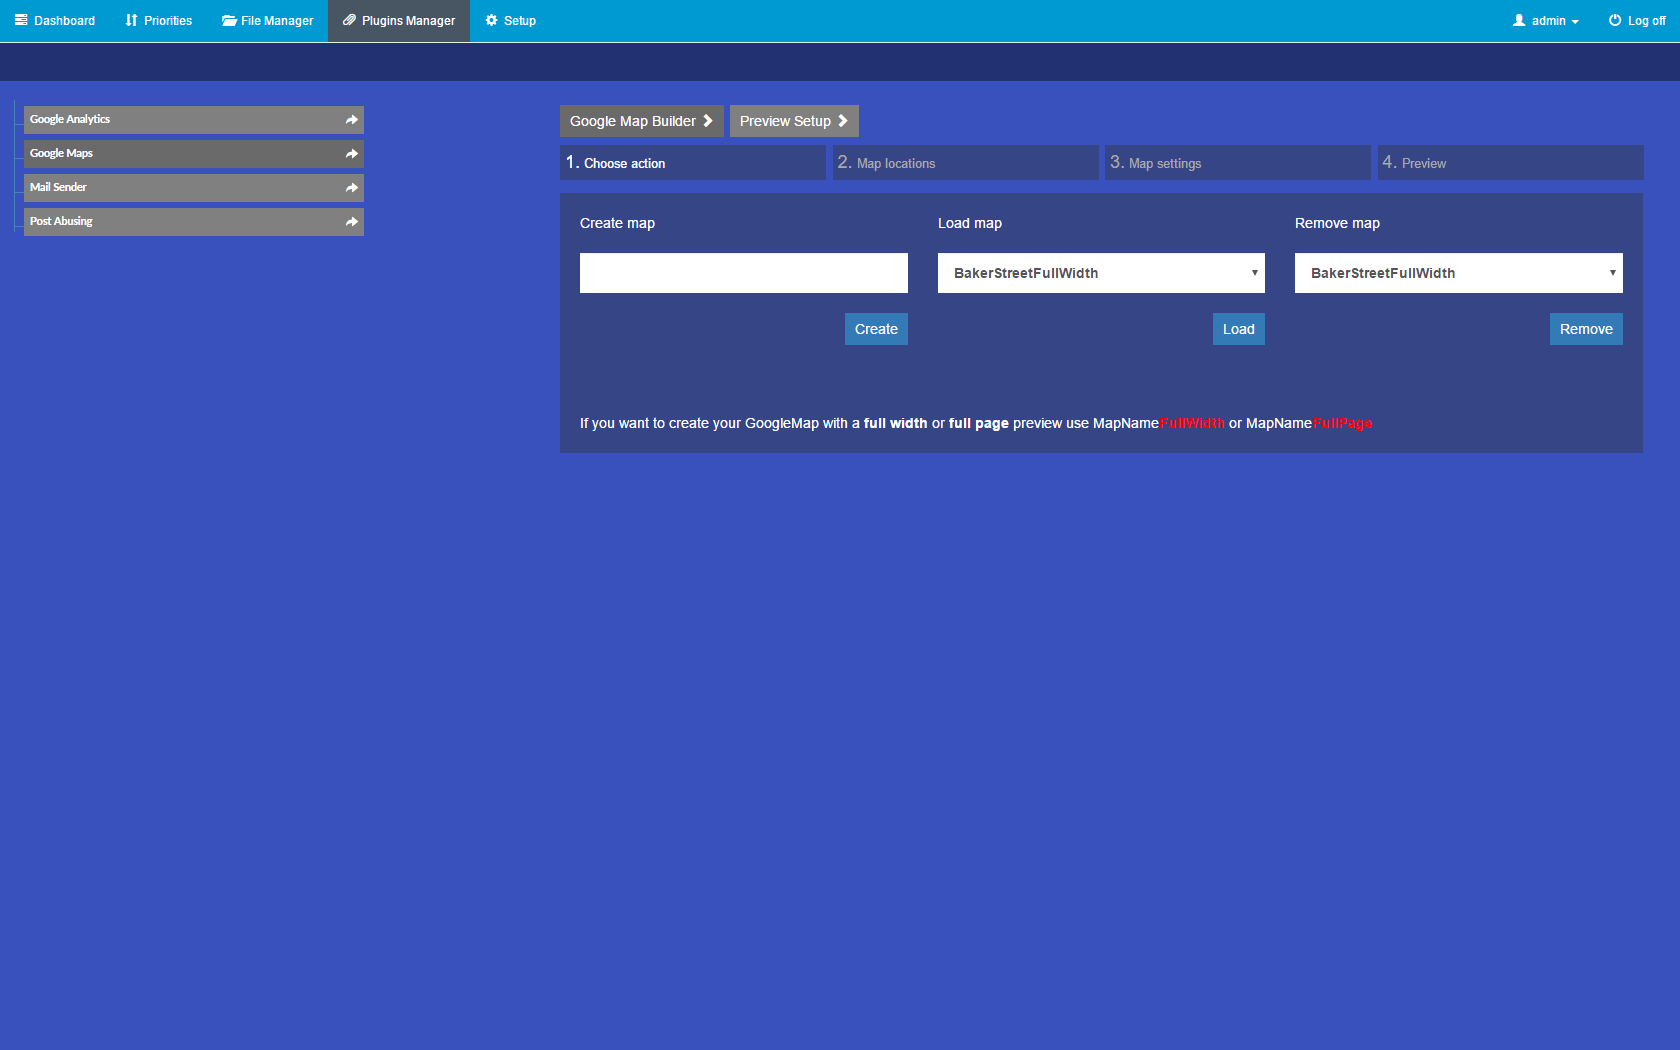 Dashboard Priorities File Manager Plugins Manager Setup admin Log off
Google Analytics
Google Maps
Mail Sender
Post Abusing
Google Map Builder Preview Setup
1. Choose action 2. Map locations 3. Map settings 4. Preview
Create map Load map Remove map
BakerStreetFullWidth BakerStreetFullWidth
Create Load Remove
If you want to create your GoogleMap with a full width or full page preview use MapNameFullWidth or MapNameFullPage